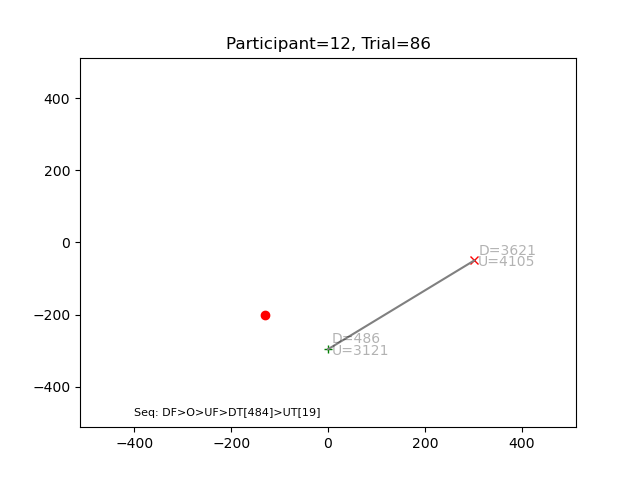 Participant=12, Trial=86
400
200
0
−200
−400
D=3621
U=4105
D=486
U=3121
Seq: DF>O>UF>DT[484]>UT[19]
−400 −200 0 200 400